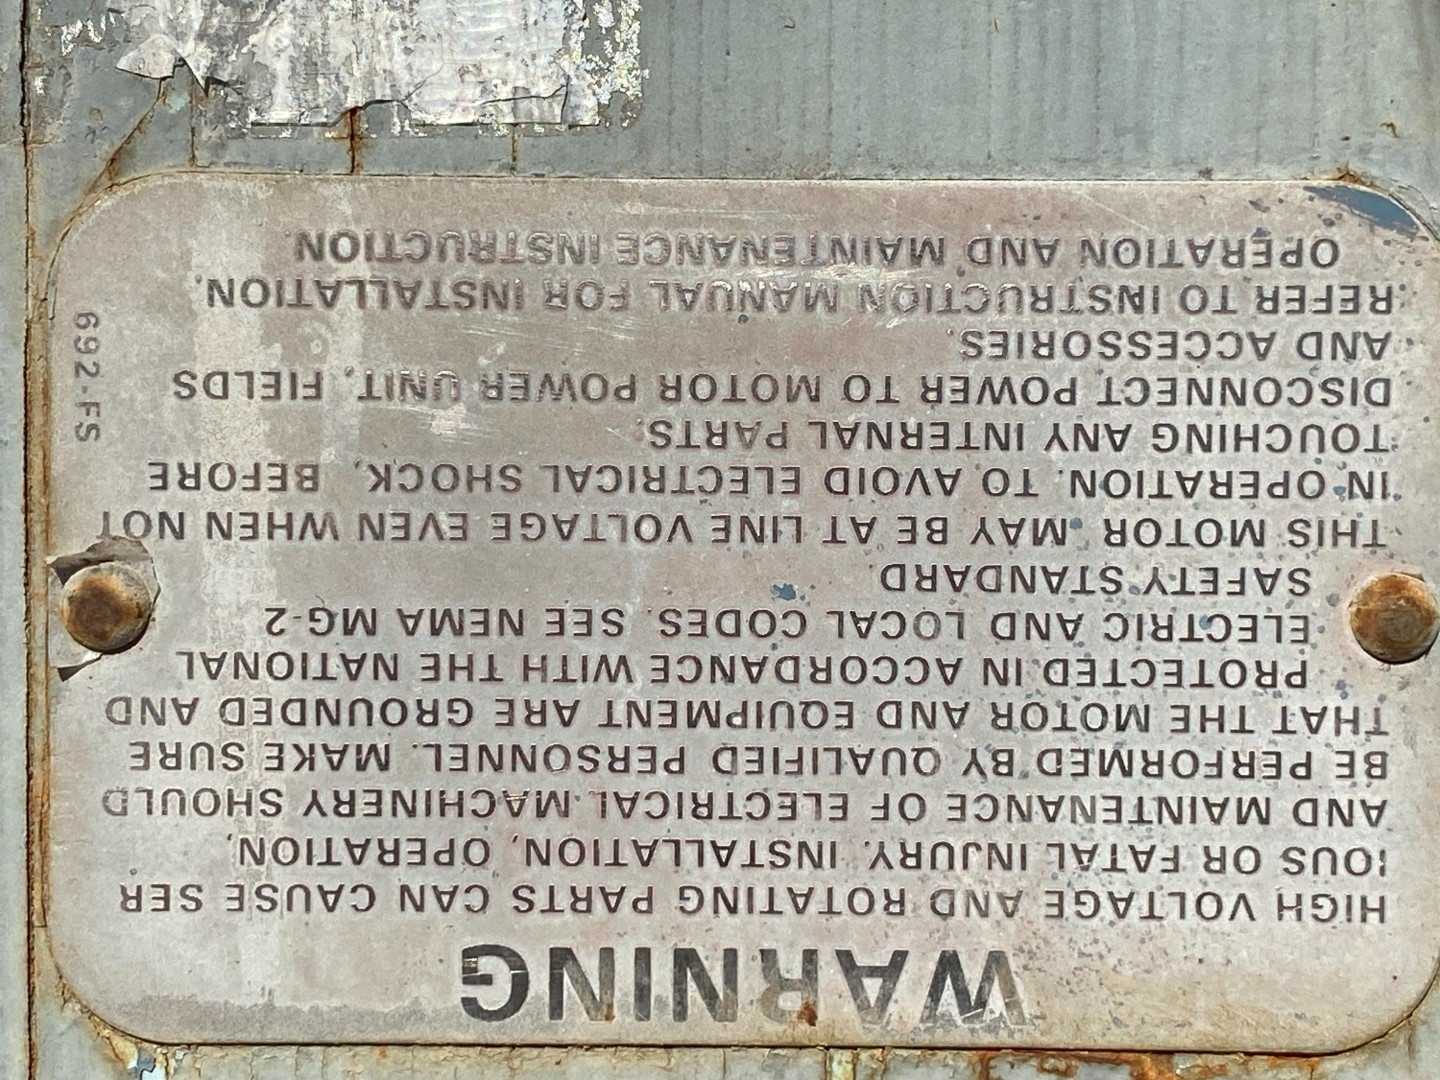 WARNING
HIGH VOLTAGE AND ROTATING PARTS CAN CAUSE SER
IOUS OR FATAL INJURY. INSTALLATION, OPERATION,
AND MAINTENANCE OF ELECTRICAL MACHINERY SHOULD
BE PERFORMED BY QUALIFIED PERSONNEL. MAKE SURE
THAT THE MOTOR AND EQUIPMENT ARE GROUNDED AND
PROTECTED IN ACCORDANCE WITH THE NATIONAL
ELECTRIC AND LOCAL CODES. SEE NEMA MG-2
SAFETY STANDARD
THIS MOTOR MAY BE AT LINE VOLTAGE EVEN WHEN NOT
IN OPERATION. TO AVOID ELECTRICAL SHOCK, BEFORE
TOUCHING ANY INTERNAL PARTS.
DISCONNECT POWER TO MOTOR POWER UNIT, FIELDS
AND ACCESSORIES.
REFER TO INSTRUCTION MANUAL FOR INSTALLATION.
OPERATION AND MAINTENANCE INSTRUCTION.
692-FS